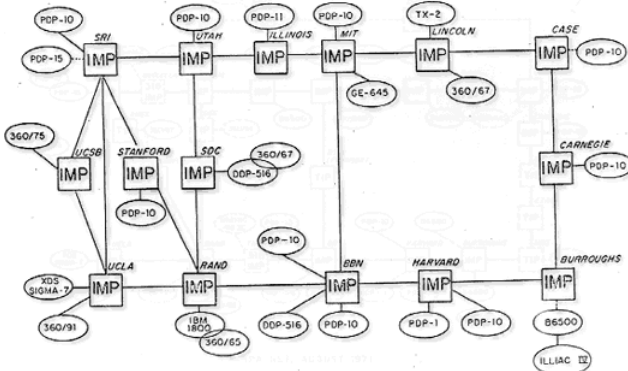 PDP-10
PDP-10
PDP-11
PDP-10
TX-2
SRI
UTAH
ILLINOIS
MIT
LINCOLN
CASE
PDP-15
IMP
IMP
IMP
IMP
IMP
IMP
PDP-10
GE-645
360/67
360/75
UCSB
STANFORD
SDC
360/67
CARNEGIE
IMP
IMP
IMP
DDP-516
IMP
PDP-10
PDP-10
PDP-10
UCLA
RAND
BBN
HARVARD
BURROUGHS
XDS
SIGMA-7
IMP
IMP
IMP
IMP
IMP
360/91
IBM
1800
360/65
DDP-516
PDP-10
PDP-1
PDP-10
B6500
ILLIAC IV